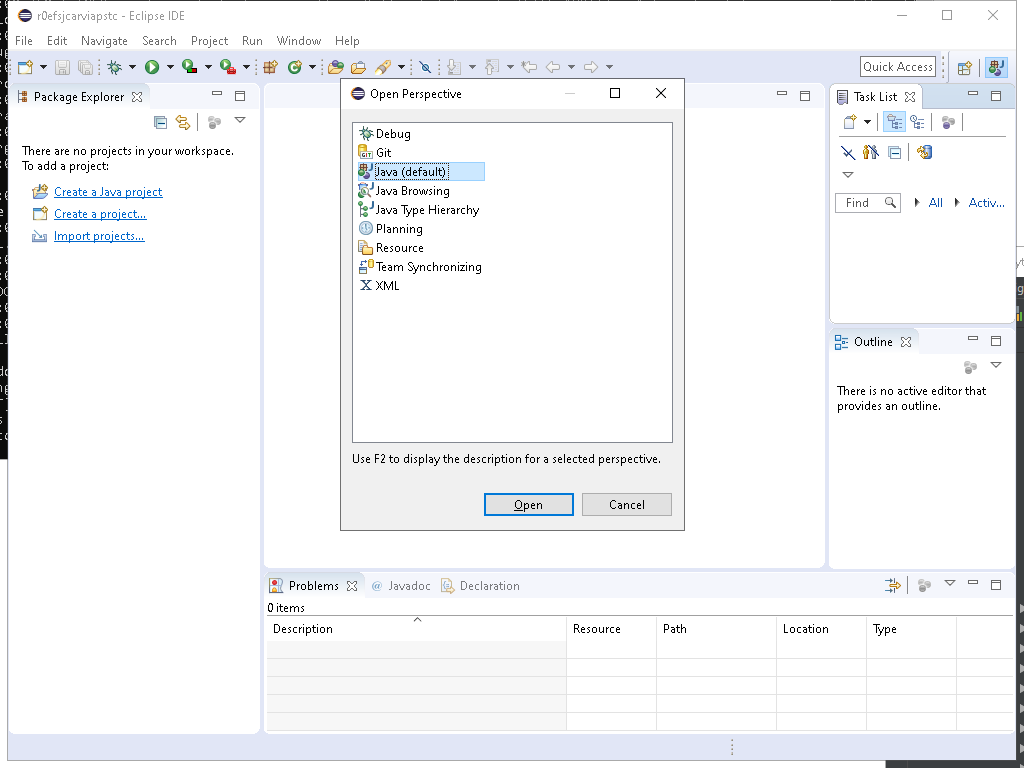 r0efsjcarviapstc - Eclipse IDE
File Edit Navigate Search Project Run Window Help
Quick Access
Package Explorer
There are no projects in your workspace.
To add a project:
Create a Java project
Create a project...
Import projects...
Open Perspective
Debug
Git
Java (default)
Java Browsing
Java Type Hierarchy
Planning
Resource
Team Synchronizing
XML
Use F2 to display the description for a selected perspective.
Open Cancel
Task List
Find All Activ...
Outline
There is no active editor that
provides an outline.
Problems @ Javadoc Declaration
0 items
Description Resource Path Location Type